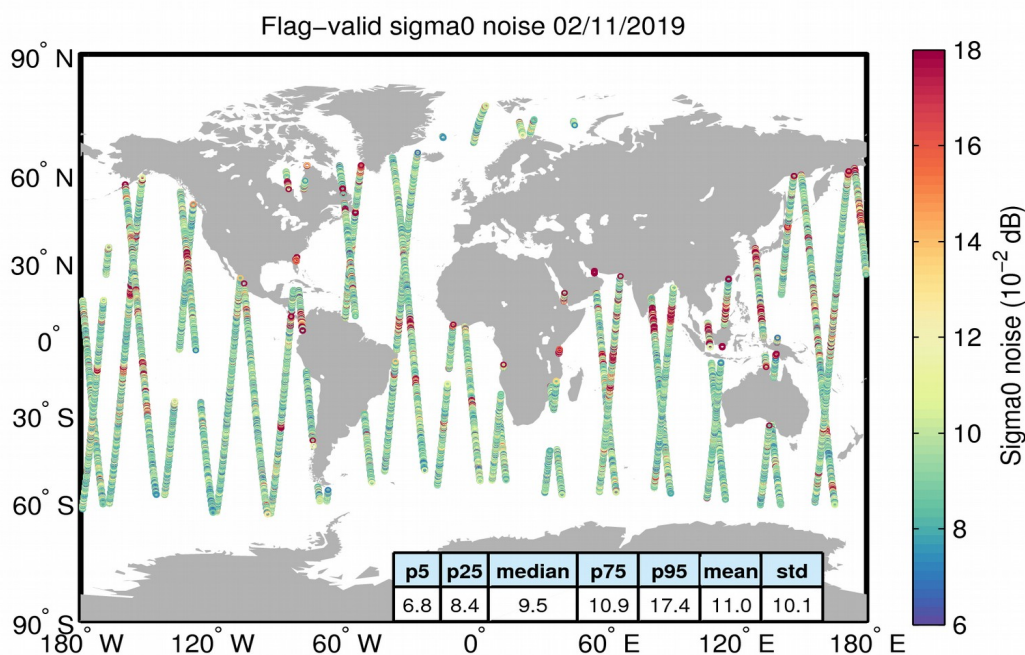 Flag-valid sigma0 noise 02/11/2019
90° N
60° N
30° N
0°
30° S
60° S
90° S
180° W
120° W
60° W
0°
60° E
120° E
180° E
p5 p25 median p75 p95 mean std
6.8 8.4 9.5 10.9 17.4 11.0 10.1
18
16
14
12
10
8
6
Sigma0 noise (10⁻² dB)